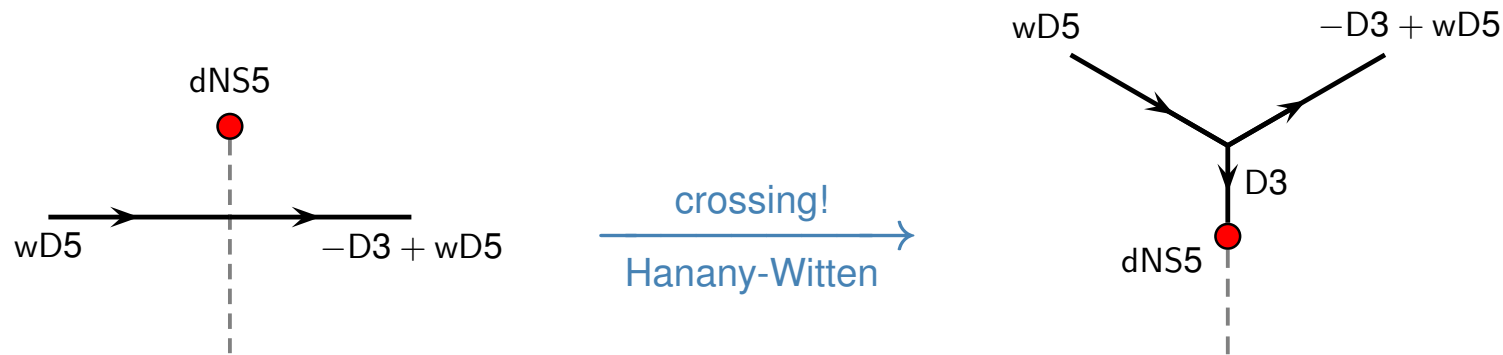 dNS5
wD5
−D3 + wD5
crossing!
Hanany-Witten
wD5
−D3 + wD5
D3
dNS5